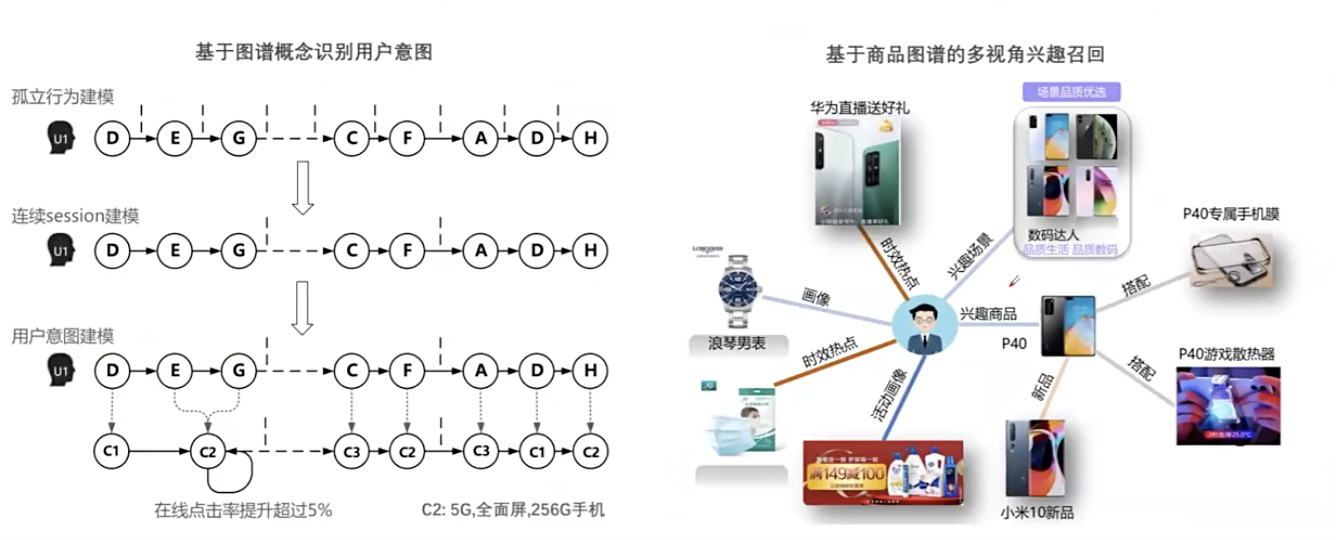 基于图谱概念识别用户意图
孤立行为建模
U1 D E G C F A D H
连续session建模
U1 D E G C F A D H
用户意图建模
U1 D E G C F A D H
C1 C2 C3 C2 C3 C1 C2
在线点击率提升超过5%
C2: 5G,全面屏,256G手机
基于商品图谱的多视角兴趣召回
华为直播送好礼
场景品质优选
数码达人
品质生活 品质数码
时效热点
兴趣场景
P40专属手机膜
LONGINES
画像
浪琴男表
兴趣商品
P40
搭配
时效热点
搭配
P40游戏散热器
活动画像
新品
满149减100
小米10新品